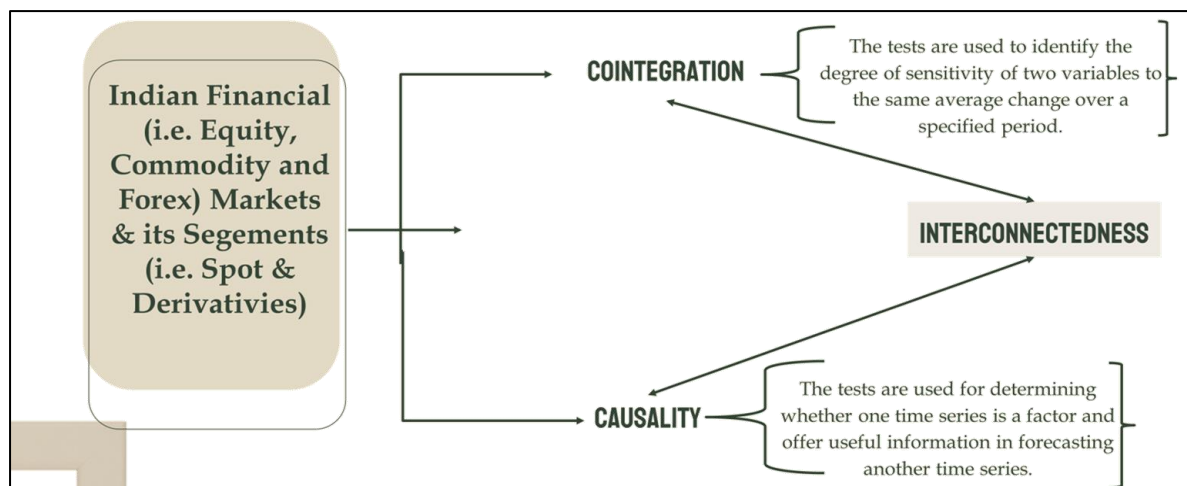 Indian Financial
(i.e. Equity,
Commodity and
Forex) Markets
& its Segements
(i.e. Spot &
Derivativies)
COINTEGRATION
The tests are used to identify the
degree of sensitivity of two variables to
the same average change over a
specified period.
INTERCONNECTEDNESS
CAUSALITY
The tests are used for determining
whether one time series is a factor and
offer useful information in forecasting
another time series.